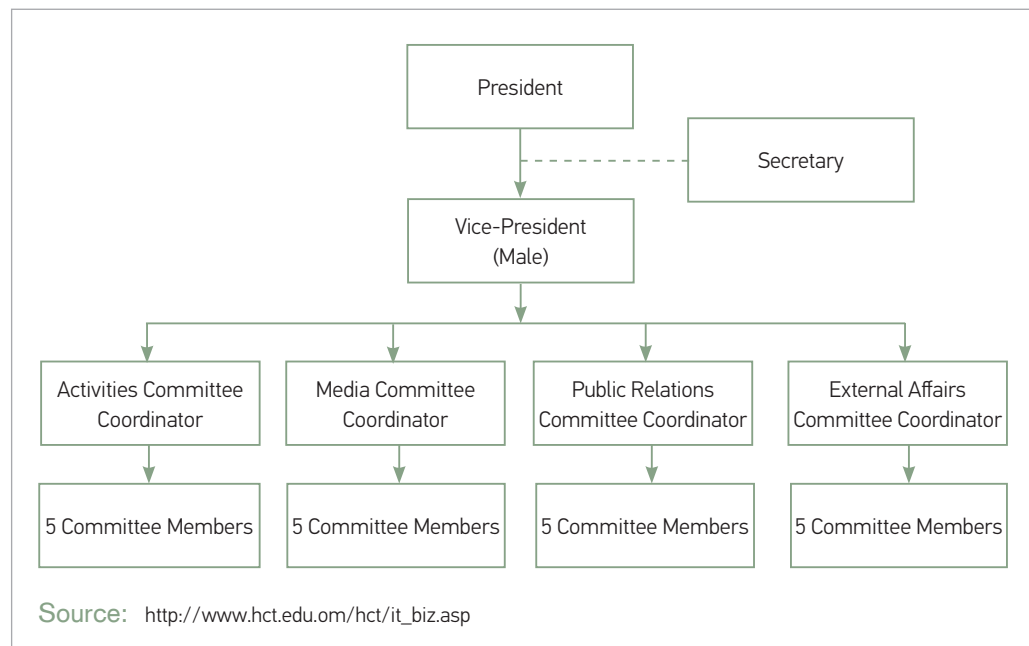 President
Secretary
Vice-President
(Male)
Activities Committee
Coordinator
Media Committee
Coordinator
Public Relations
Committee Coordinator
External Affairs
Committee Coordinator
5 Committee Members
5 Committee Members
5 Committee Members
5 Committee Members
Source: http://www.hct.edu.om/hct/it_biz.asp